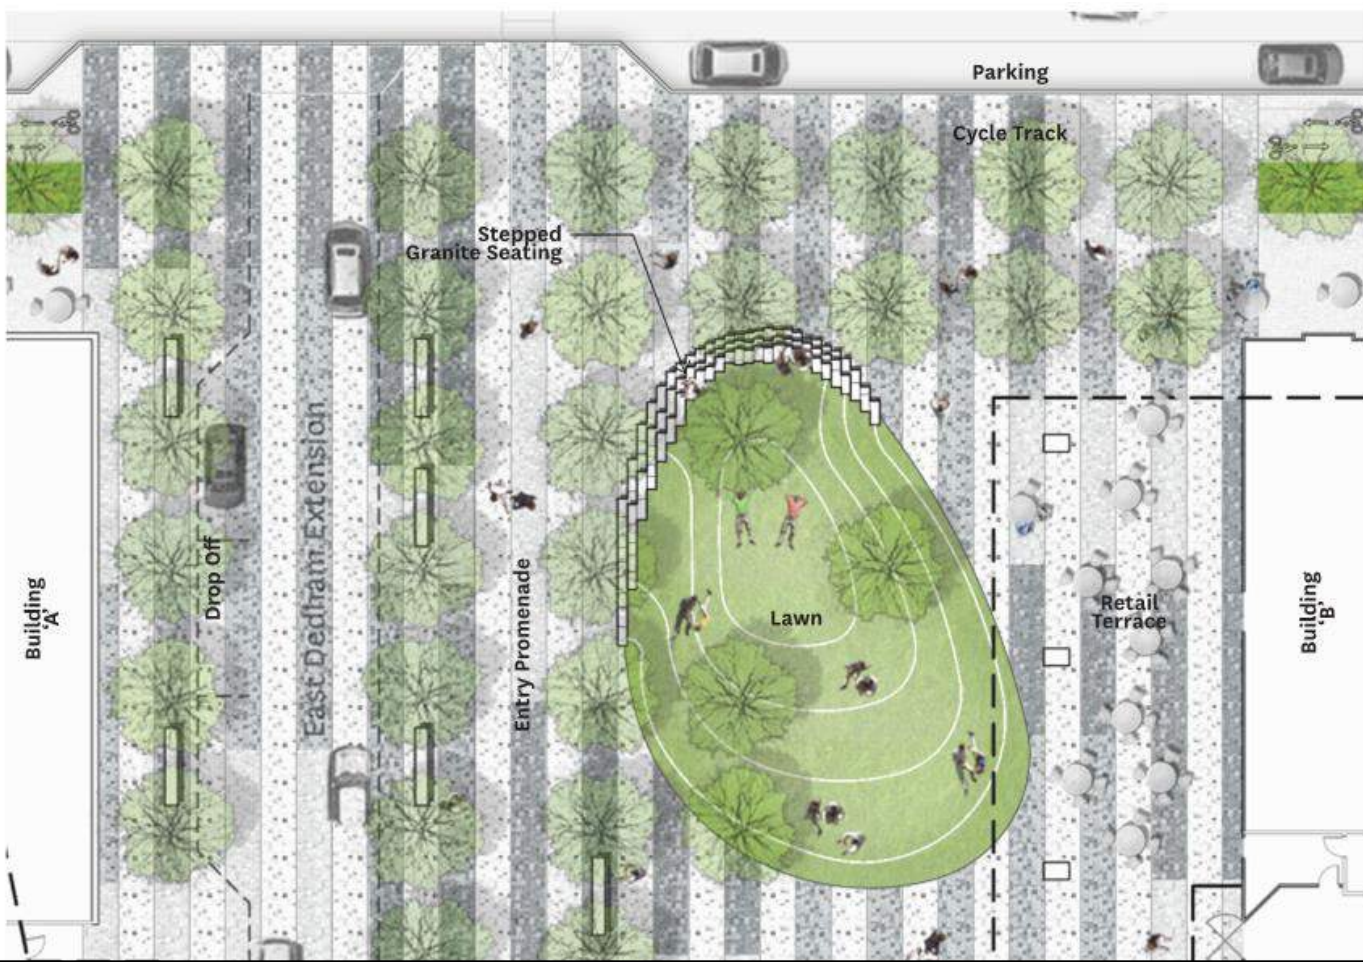 Parking
Cycle Track
Stepped
Granite Seating
Building
‘A’
Drop Off
East Dedham Extension
Entry Promenade
Lawn
Retail
Terrace
Building
‘B’